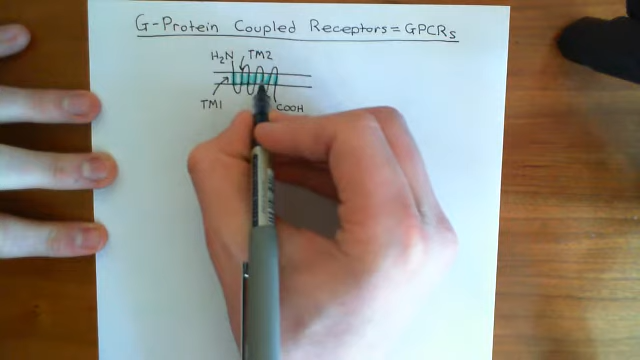 G-Protein Coupled Receptors = GPCRs
H₂N TM2
TM1 COOH